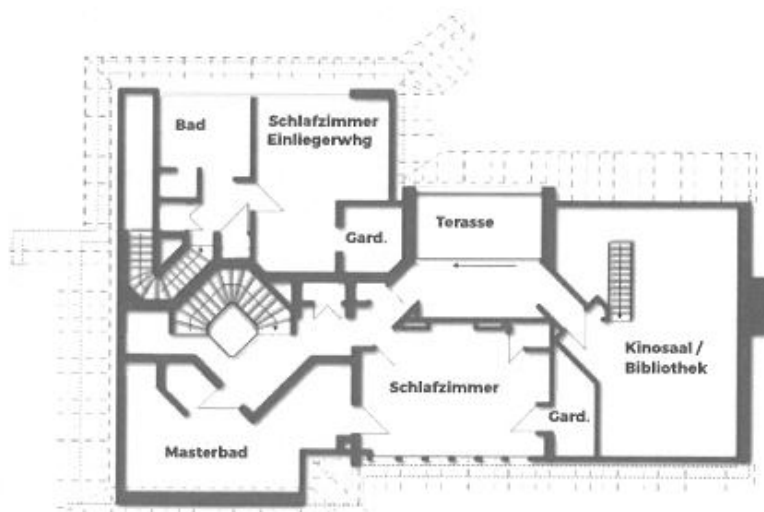 Bad
Schlafzimmer
Einliegerwhg
Gard.
Terasse
Kinosaal /
Bibliothek
Schlafzimmer
Gard.
Masterbad